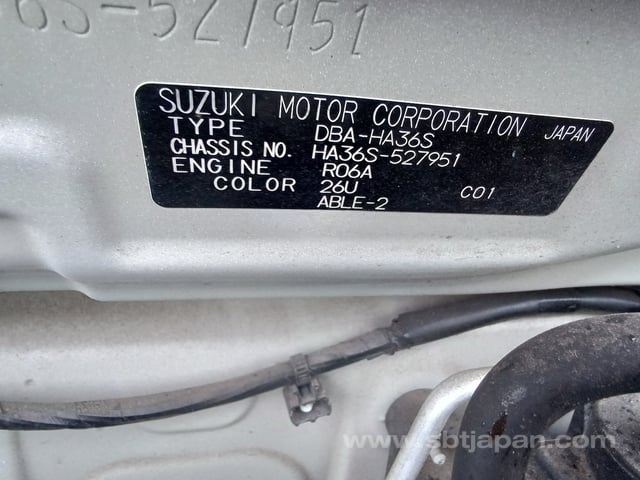 6S-527951
SUZUKI MOTOR CORPORATION JAPAN
TYPE DBA-HA36S
CHASSIS NO. HA36S-527951
ENGINE R06A
COLOR 26U C01
ABLE-2
www.sbtjapan.com